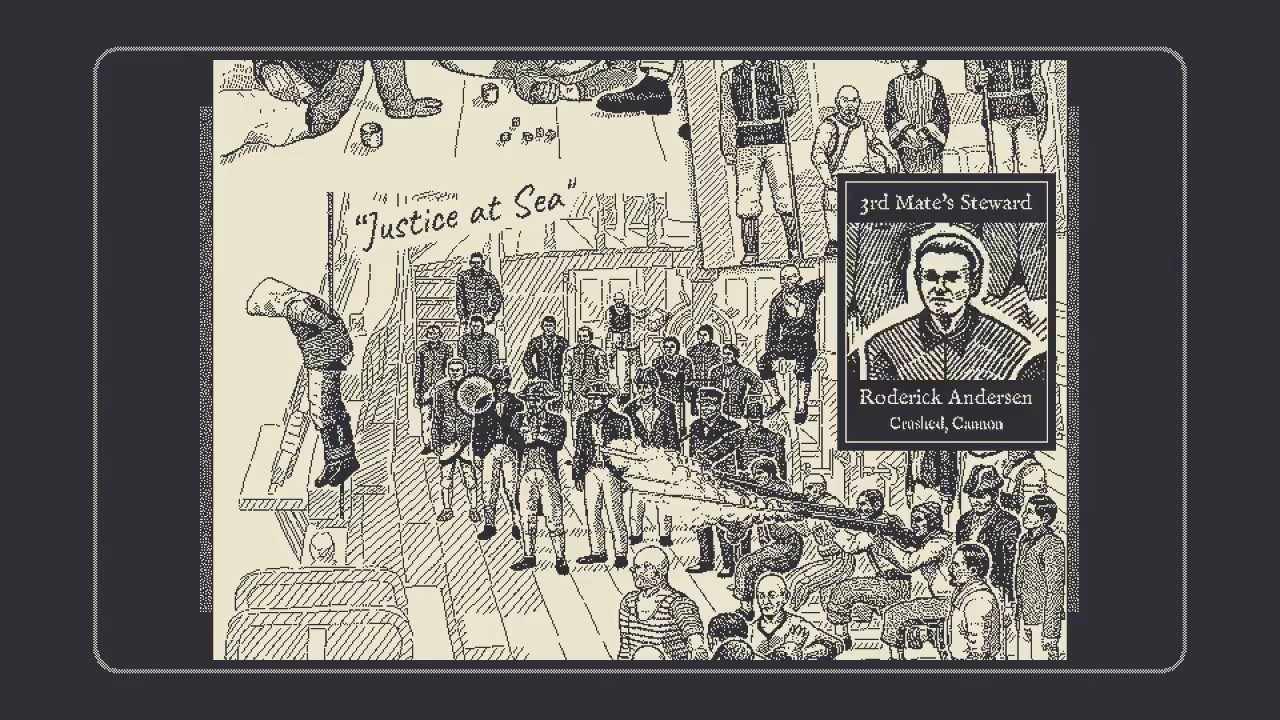 "Justice at Sea"
3rd Mate's Steward
Roderick Andersen
Crushed, Cannon